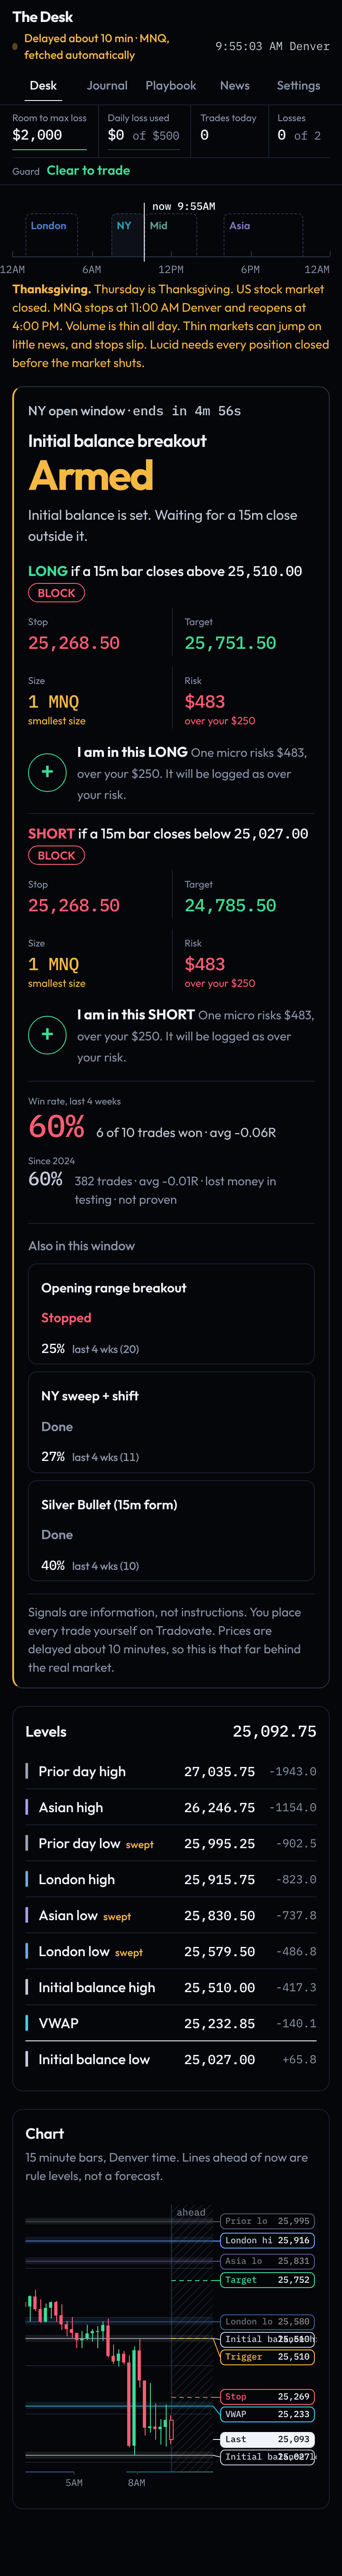 The Desk
Delayed about 10 min · MNQ,
fetched automatically
9:55:03 AM Denver
Desk Journal Playbook News Settings
Room to max loss Daily loss used Trades today Losses
$2,000 $0 of $500 0 0 of 2
Guard Clear to trade
now 9:55AM
London NY Mid Asia
12AM 6AM 12PM 6PM 12AM
Thanksgiving. Thursday is Thanksgiving. US stock market
closed. MNQ stops at 11:00 AM Denver and reopens at
4:00 PM. Volume is thin all day. Thin markets can jump on
little news, and stops slip. Lucid needs every position closed
before the market shuts.
NY open window · ends in 4m 56s
Initial balance breakout
Armed
Initial balance is set. Waiting for a 15m close
outside it.
LONG if a 15m bar closes above 25,510.00
BLOCK
Stop Target
25,268.50 25,751.50
Size Risk
1 MNQ $483
smallest size over your $250
+
I am in this LONG One micro risks $483,
over your $250. It will be logged as over
your risk.
SHORT if a 15m bar closes below 25,027.00
BLOCK
Stop Target
25,268.50 24,785.50
Size Risk
1 MNQ $483
smallest size over your $250
+
I am in this SHORT One micro risks $483,
over your $250. It will be logged as over
your risk.
Win rate, last 4 weeks
60% 6 of 10 trades won · avg -0.06R
Since 2024
60% 382 trades · avg -0.01R · lost money in
testing · not proven
Also in this window
Opening range breakout
Stopped
25% last 4 wks (20)
NY sweep + shift
Done
27% last 4 wks (11)
Silver Bullet (15m form)
Done
40% last 4 wks (10)
Signals are information, not instructions. You place
every trade yourself on Tradovate. Prices are
delayed about 10 minutes, so this is that far behind
the real market.
Levels 25,092.75
Prior day high 27,035.75 -1943.0
Asian high 26,246.75 -1154.0
Prior day low swept 25,995.25 -902.5
London high 25,915.75 -823.0
Asian low swept 25,830.50 -737.8
London low swept 25,579.50 -486.8
Initial balance high 25,510.00 -417.3
VWAP 25,232.85 -140.1
Initial balance low 25,027.00 +65.8
Chart
15 minute bars, Denver time. Lines ahead of now are
rule levels, not a forecast.
ahead
Prior lo 25,995
London hi 25,916
Asia lo 25,831
Target 25,752
London lo 25,580
Initial 25,510
Trigger 25,510
Stop 25,269
VWAP 25,233
Last 25,093
Initial 25,027
5AM 8AM